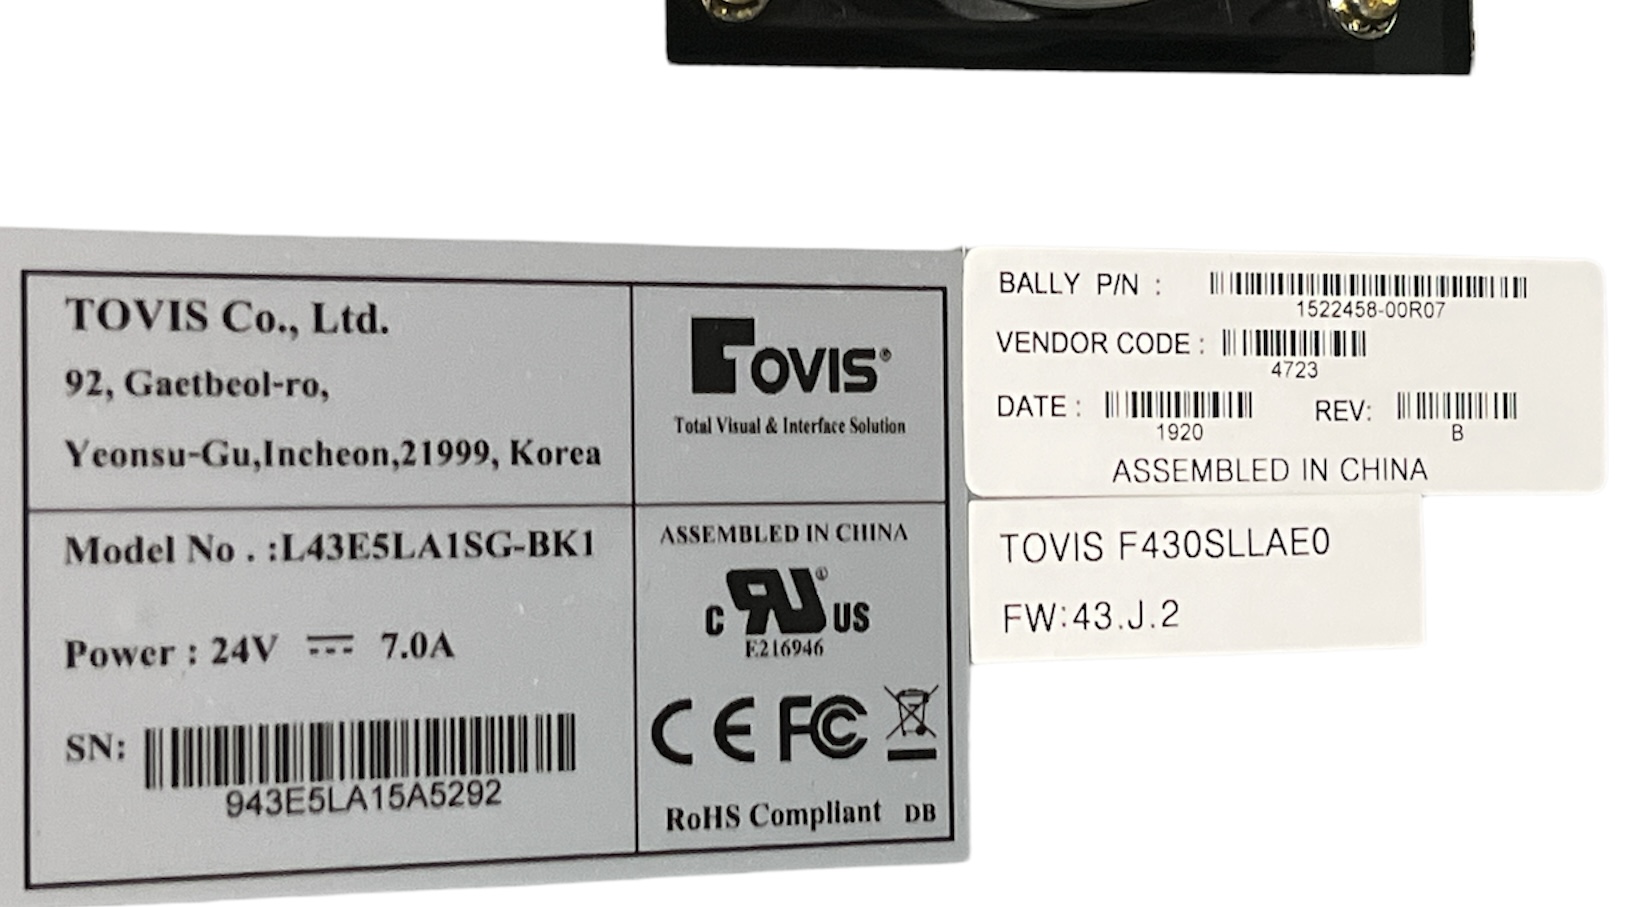 TOVIS Co., Ltd.
92, Gaetbeol-ro,
Yeonsu-Gu,Incheon,21999, Korea
TOVIS®
Total Visual & Interface Solution
Model No . :L43E5LA1SG-BK1
Power : 24V ⎓ 7.0A
SN:
943E5LA15A5292
ASSEMBLED IN CHINA
C RU® US
E216946
CE FC
RoHS Compliant DB
BALLY P/N :
1522458-00R07
VENDOR CODE :
4723
DATE : REV:
1920 B
ASSEMBLED IN CHINA
TOVIS F430SLLAE0
FW:43.J.2